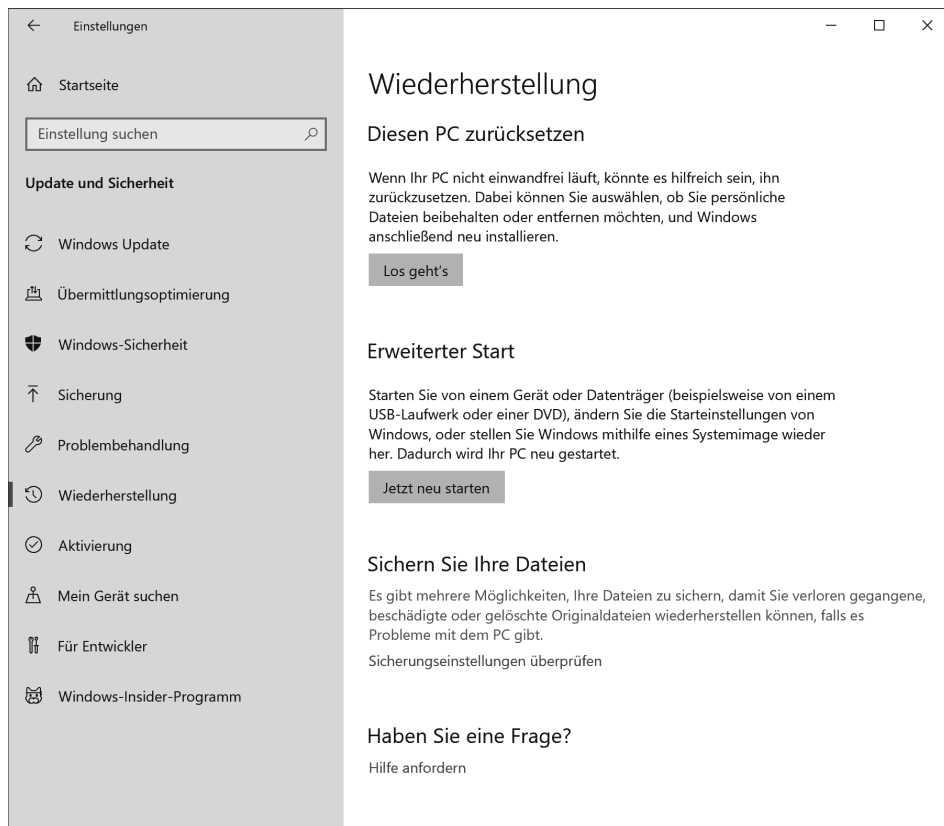 Einstellungen
Startseite
Einstellung suchen
Update und Sicherheit
Windows Update
Übermittlungsoptimierung
Windows-Sicherheit
Sicherung
Problembehandlung
Wiederherstellung
Aktivierung
Mein Gerät suchen
Für Entwickler
Windows-Insider-Programm
Wiederherstellung
Diesen PC zurücksetzen
Wenn Ihr PC nicht einwandfrei läuft, könnte es hilfreich sein, ihn
zurückzusetzen. Dabei können Sie auswählen, ob Sie persönliche
Dateien beibehalten oder entfernen möchten, und Windows
anschließend neu installieren.
Los geht's
Erweiterter Start
Starten Sie von einem Gerät oder Datenträger (beispielsweise von einem
USB-Laufwerk oder einer DVD), ändern Sie die Starteinstellungen von
Windows, oder stellen Sie Windows mithilfe eines Systemimage wieder
her. Dadurch wird Ihr PC neu gestartet.
Jetzt neu starten
Sichern Sie Ihre Dateien
Es gibt mehrere Möglichkeiten, Ihre Dateien zu sichern, damit Sie verloren gegangene,
beschädigte oder gelöschte Originaldateien wiederherstellen können, falls es
Probleme mit dem PC gibt.
Sicherungseinstellungen überprüfen
Haben Sie eine Frage?
Hilfe anfordern